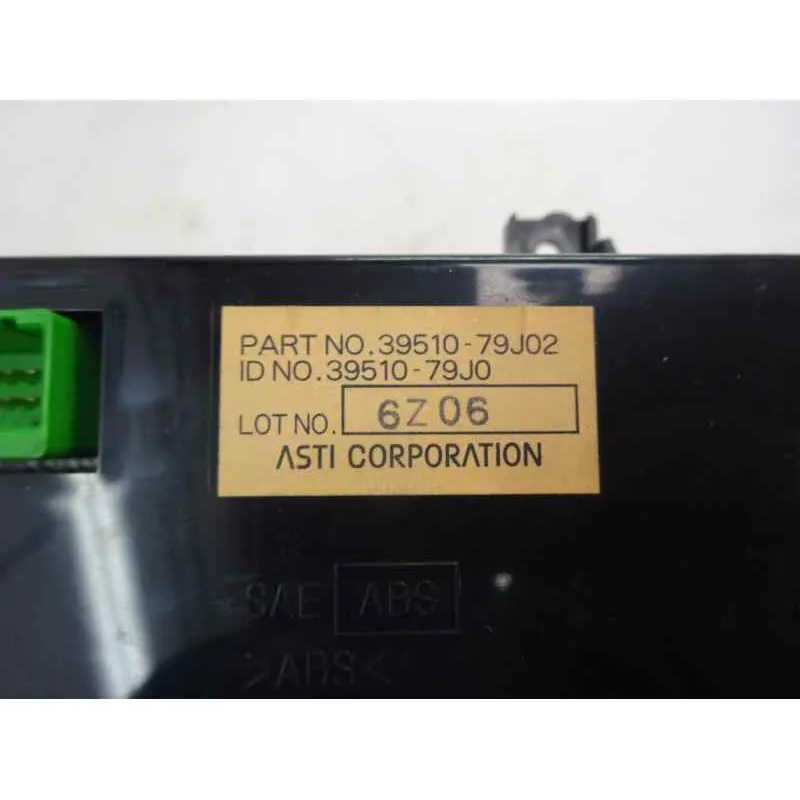 PART NO.39510-79J02
ID NO.39510-79J0
LOT NO. 6Z06
ASTI CORPORATION
SAE ABS
>ABS<